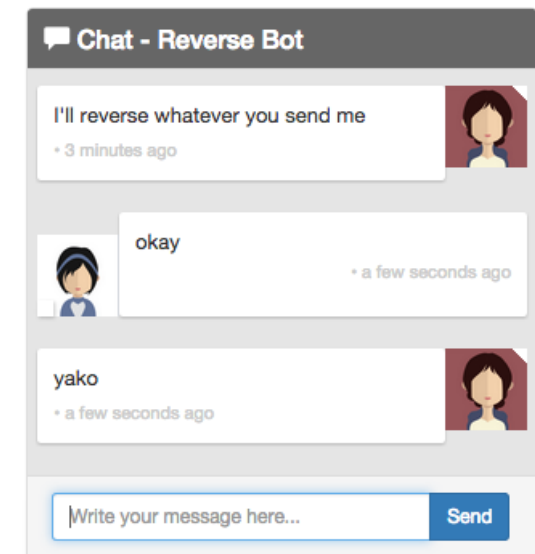 Chat - Reverse Bot
I'll reverse whatever you send me
• 3 minutes ago
okay
• a few seconds ago
yako
• a few seconds ago
Write your message here...
Send